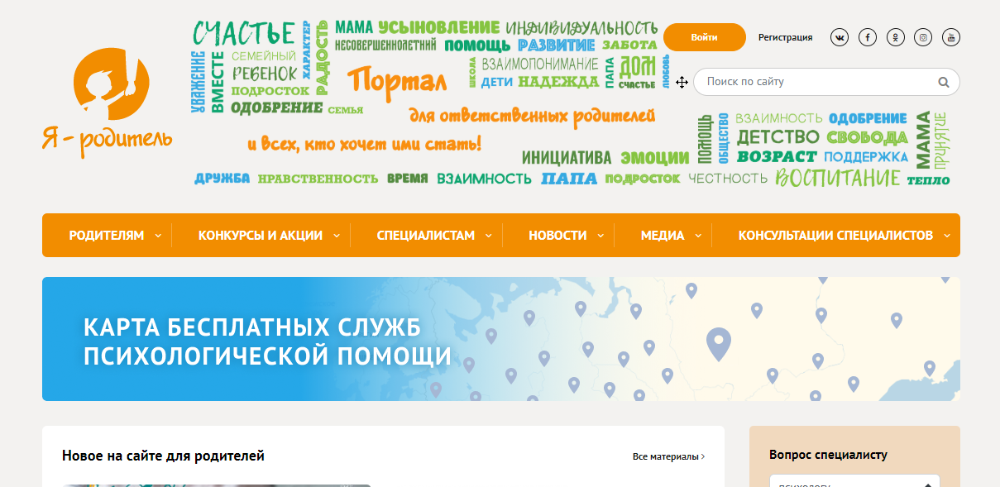 СЧАСТЬЕ
ХАРАКТЕР
РАДОСТЬ
МАМА УСЫНОВЛЕНИЕ ИНДИВИДУАЛЬНОСТЬ
НЕСОВЕРШЕННОЛЕТНИЙ ПОМОЩЬ РАЗВИТИЕ ЗАБОТА
УВАЖЕНИЕ
ВМЕСТЕ
СЕМЕЙНЫЙ
РЕБЕНОК
ПОДРОСТОК
ОДОБРЕНИЕ СЕМЬЯ
Портал
ШКОЛА
ВЗАИМОПОНИМАНИЕ
ДЕТИ НАДЕЖДА
ПАПА
ДОМ
СЧАСТЬЕ
ЛЮБОВЬ
для ответственных родителей
и всех, кто хочет ими стать!
ИНИЦИАТИВА ЭМОЦИИ
ПОМОЩЬ
ОБЩЕСТВО
ВЗАИМНОСТЬ ОДОБРЕНИЕ
ДЕТСТВО СВОБОДА
ВОЗРАСТ ПОДДЕРЖКА
МАМА
ПРИНЯТИЕ
ДРУЖБА НРАВСТВЕННОСТЬ ВРЕМЯ ВЗАИМНОСТЬ ПАПА ПОДРОСТОК ЧЕСТНОСТЬ ВОСПИТАНИЕ ТЕПЛО
Я - родитель
Войти
Регистрация
Поиск по сайту
РОДИТЕЛЯМ КОНКУРСЫ И АКЦИИ СПЕЦИАЛИСТАМ НОВОСТИ МЕДИА КОНСУЛЬТАЦИИ СПЕЦИАЛИСТОВ
КАРТА БЕСПЛАТНЫХ СЛУЖБ
ПСИХОЛОГИЧЕСКОЙ ПОМОЩИ
Новое на сайте для родителей
Все материалы
Вопрос специалисту
психологу